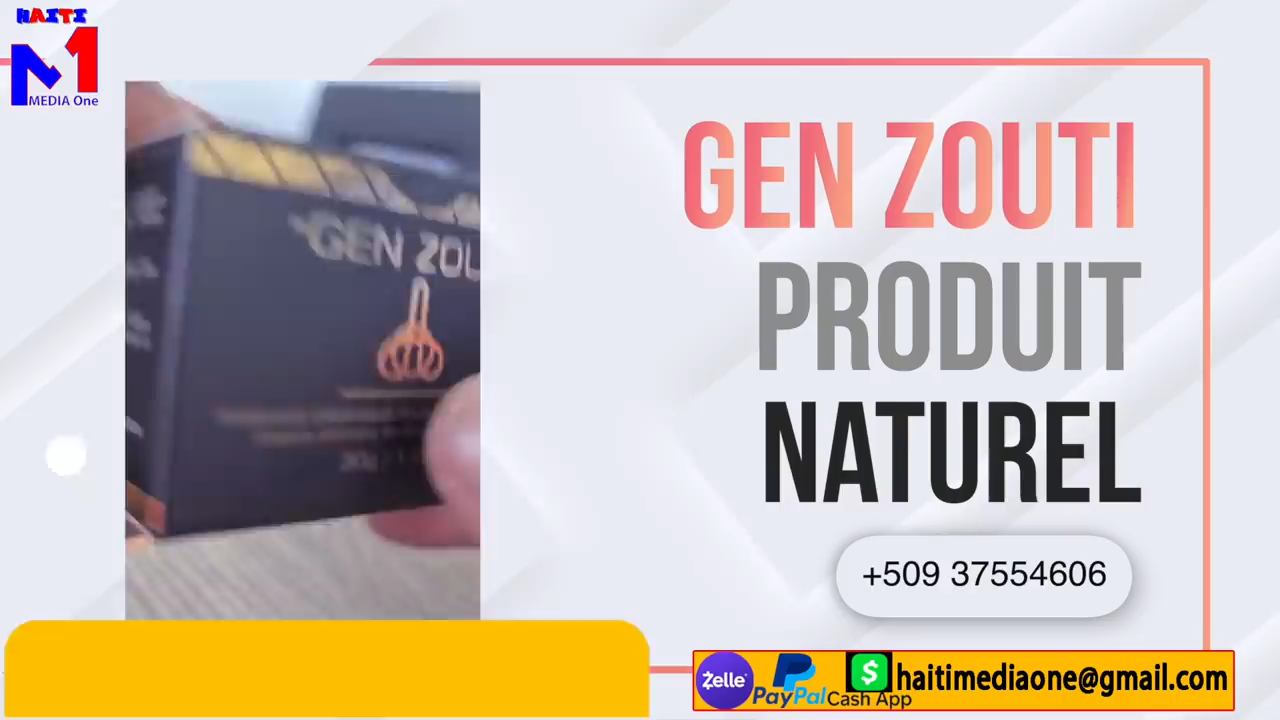 HAITI
M1
MEDIA One
GEN ZOU
GEN ZOUTI
PRODUIT
NATUREL
+509 37554606
Zelle
PayPal
$
Cash App
haitimediaone@gmail.com